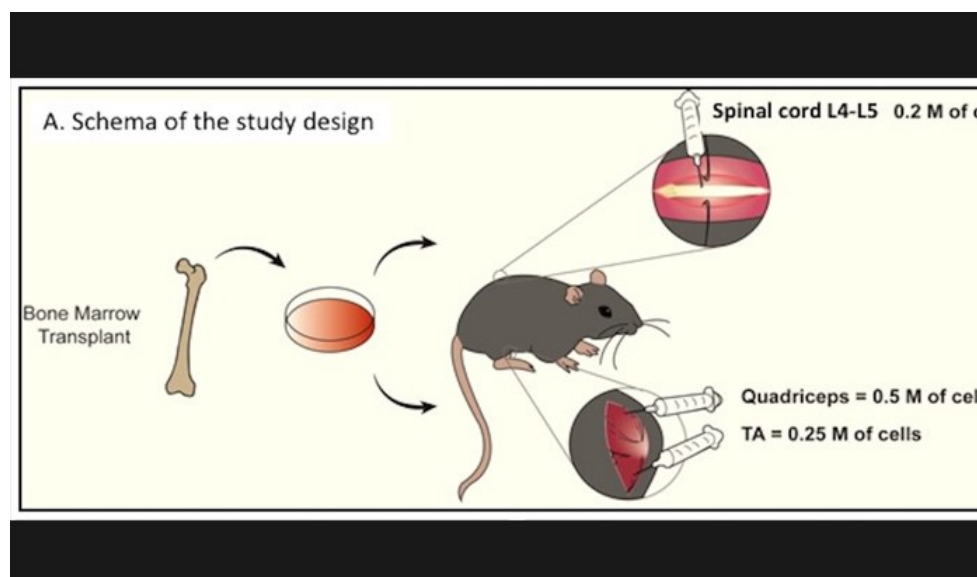 A. Schema of the study design
Spinal cord L4-L5 0.2 M of
Bone Marrow
Transplant
Quadriceps = 0.5 M of
TA = 0.25 M of cells